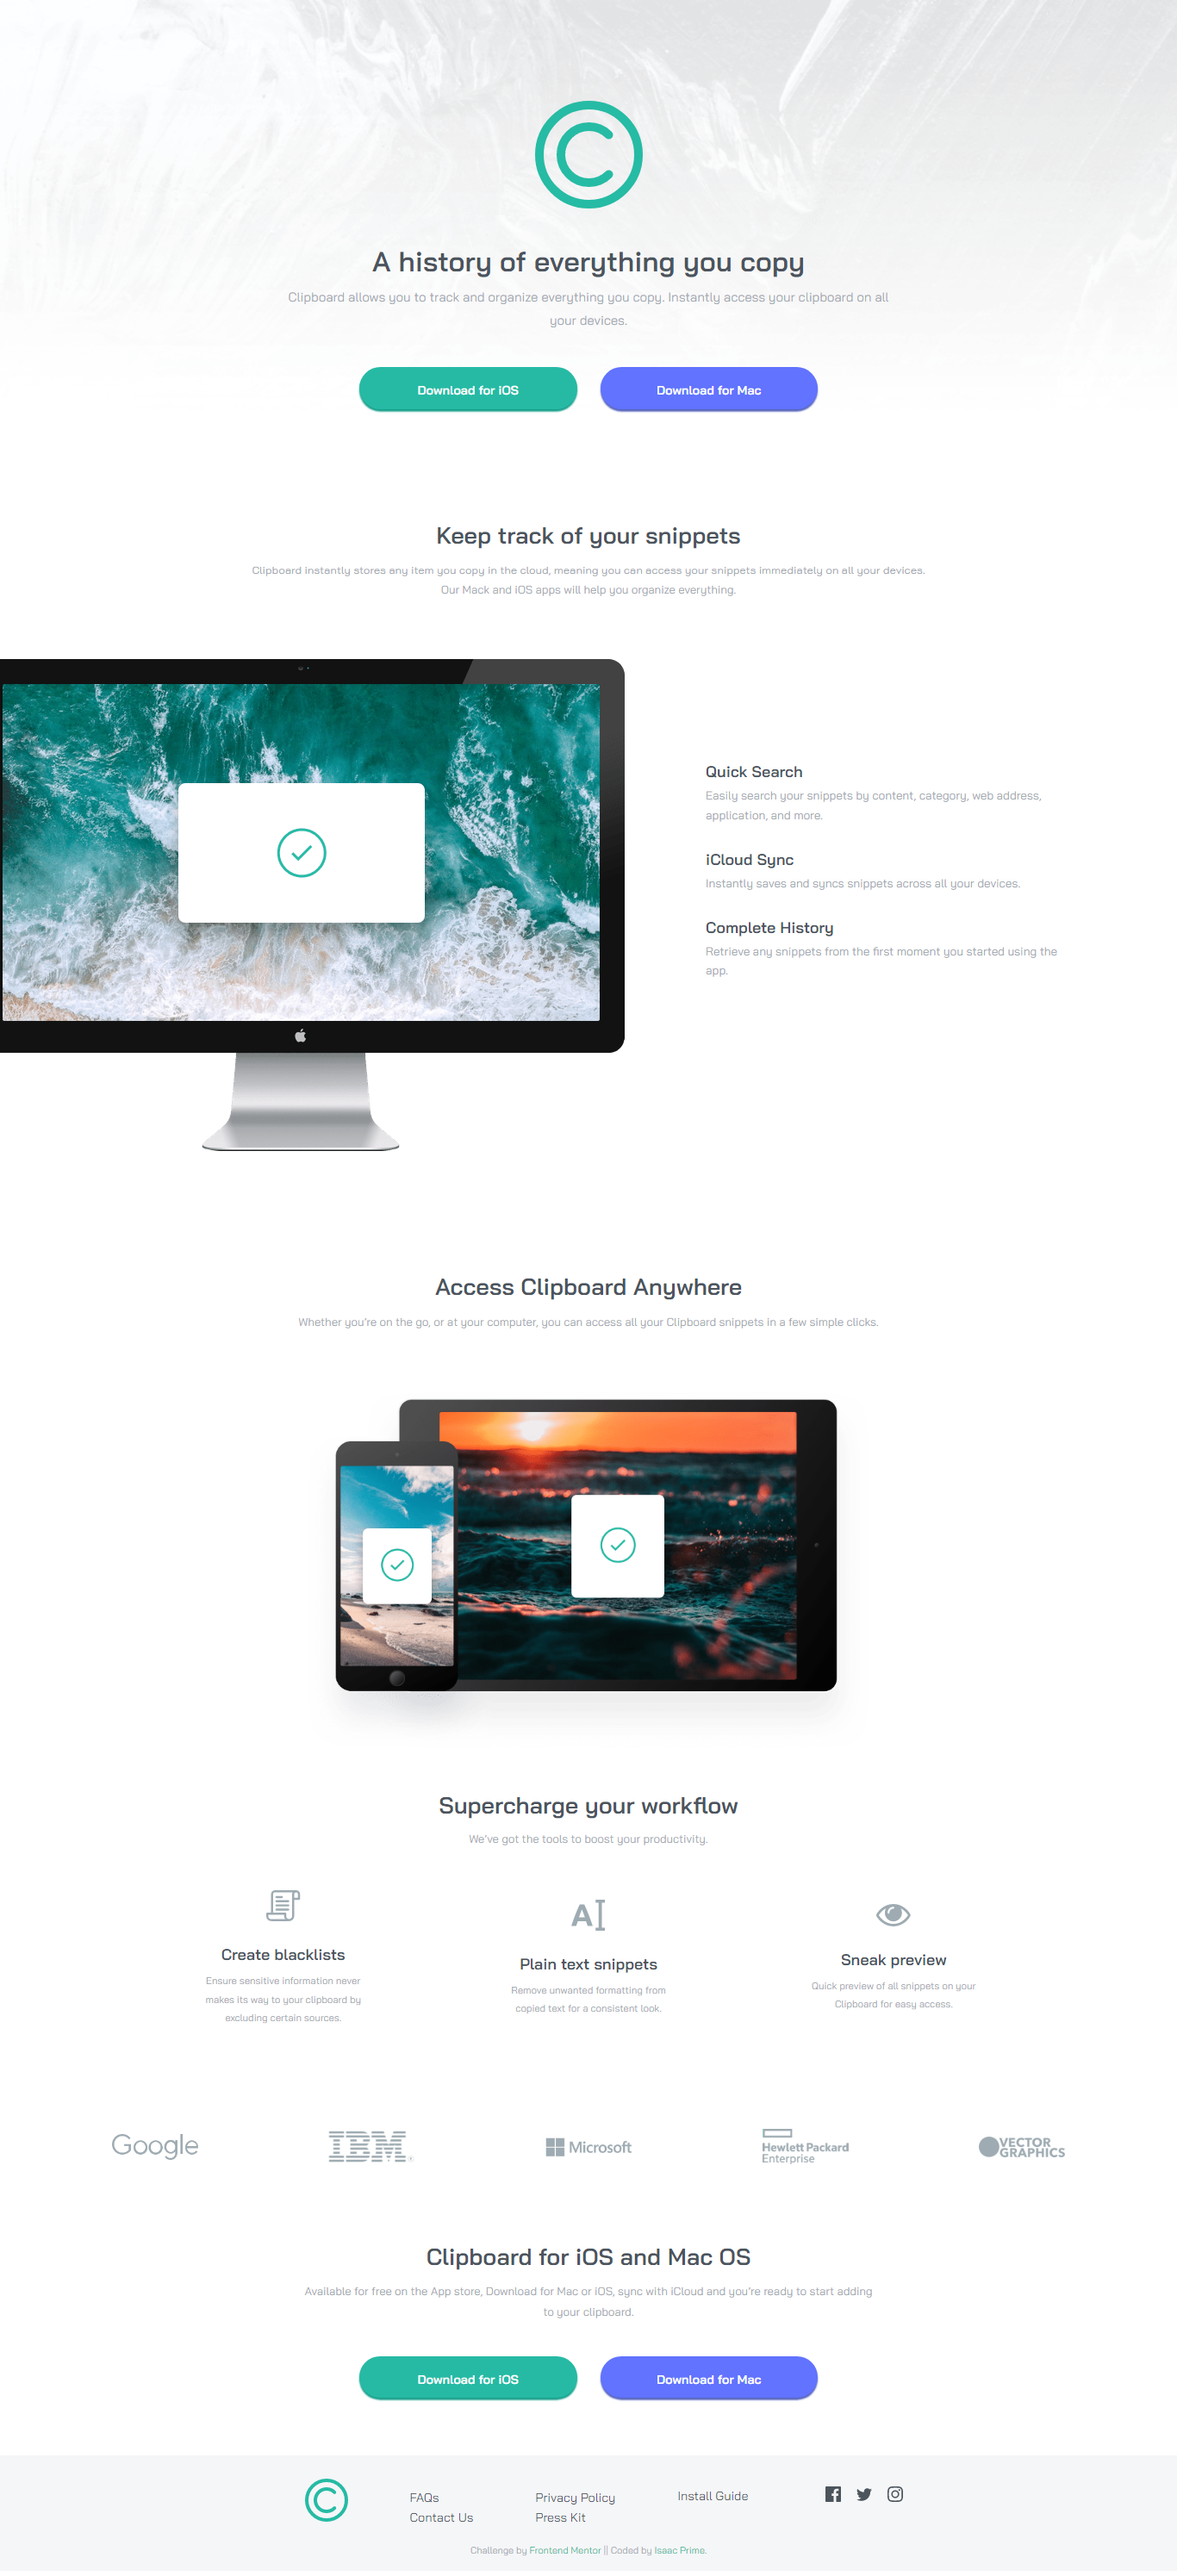 A history of everything you copy
Clipboard allows you to track and organize everything you copy. Instantly access your clipboard on all
your devices.
Download for iOS
Download for Mac
Keep track of your snippets
Clipboard instantly stores any item you copy in the cloud, meaning you can access your snippets immediately on all your devices.
Our Mack and iOS apps will help you organize everything.
Quick Search
Easily search your snippets by content, category, web address,
application, and more.
iCloud Sync
Instantly saves and syncs snippets across all your devices.
Complete History
Retrieve any snippets from the first moment you started using the
app.
Access Clipboard Anywhere
Whether you're on the go, or at your computer, you can access all your Clipboard snippets in a few simple clicks.
Supercharge your workflow
We've got the tools to boost your productivity.
Create blacklists
Ensure sensitive information never
makes its way to your clipboard by
excluding certain sources.
A
Plain text snippets
Remove unwanted formatting from
copied text for a consistent look.
Sneak preview
Quick preview of all snippets on your
Clipboard for easy access.
Google
IBM
Microsoft
Hewlett Packard
Enterprise
VECTOR
GRAPHICS
Clipboard for iOS and Mac OS
Available for free on the App store, Download for Mac or iOS, sync with iCloud and you're ready to start adding
to your clipboard.
Download for iOS
Download for Mac
FAQs
Contact Us
Privacy Policy
Press Kit
Install Guide
Challenge by Frontend Mentor || Coded by Isaac Prime.